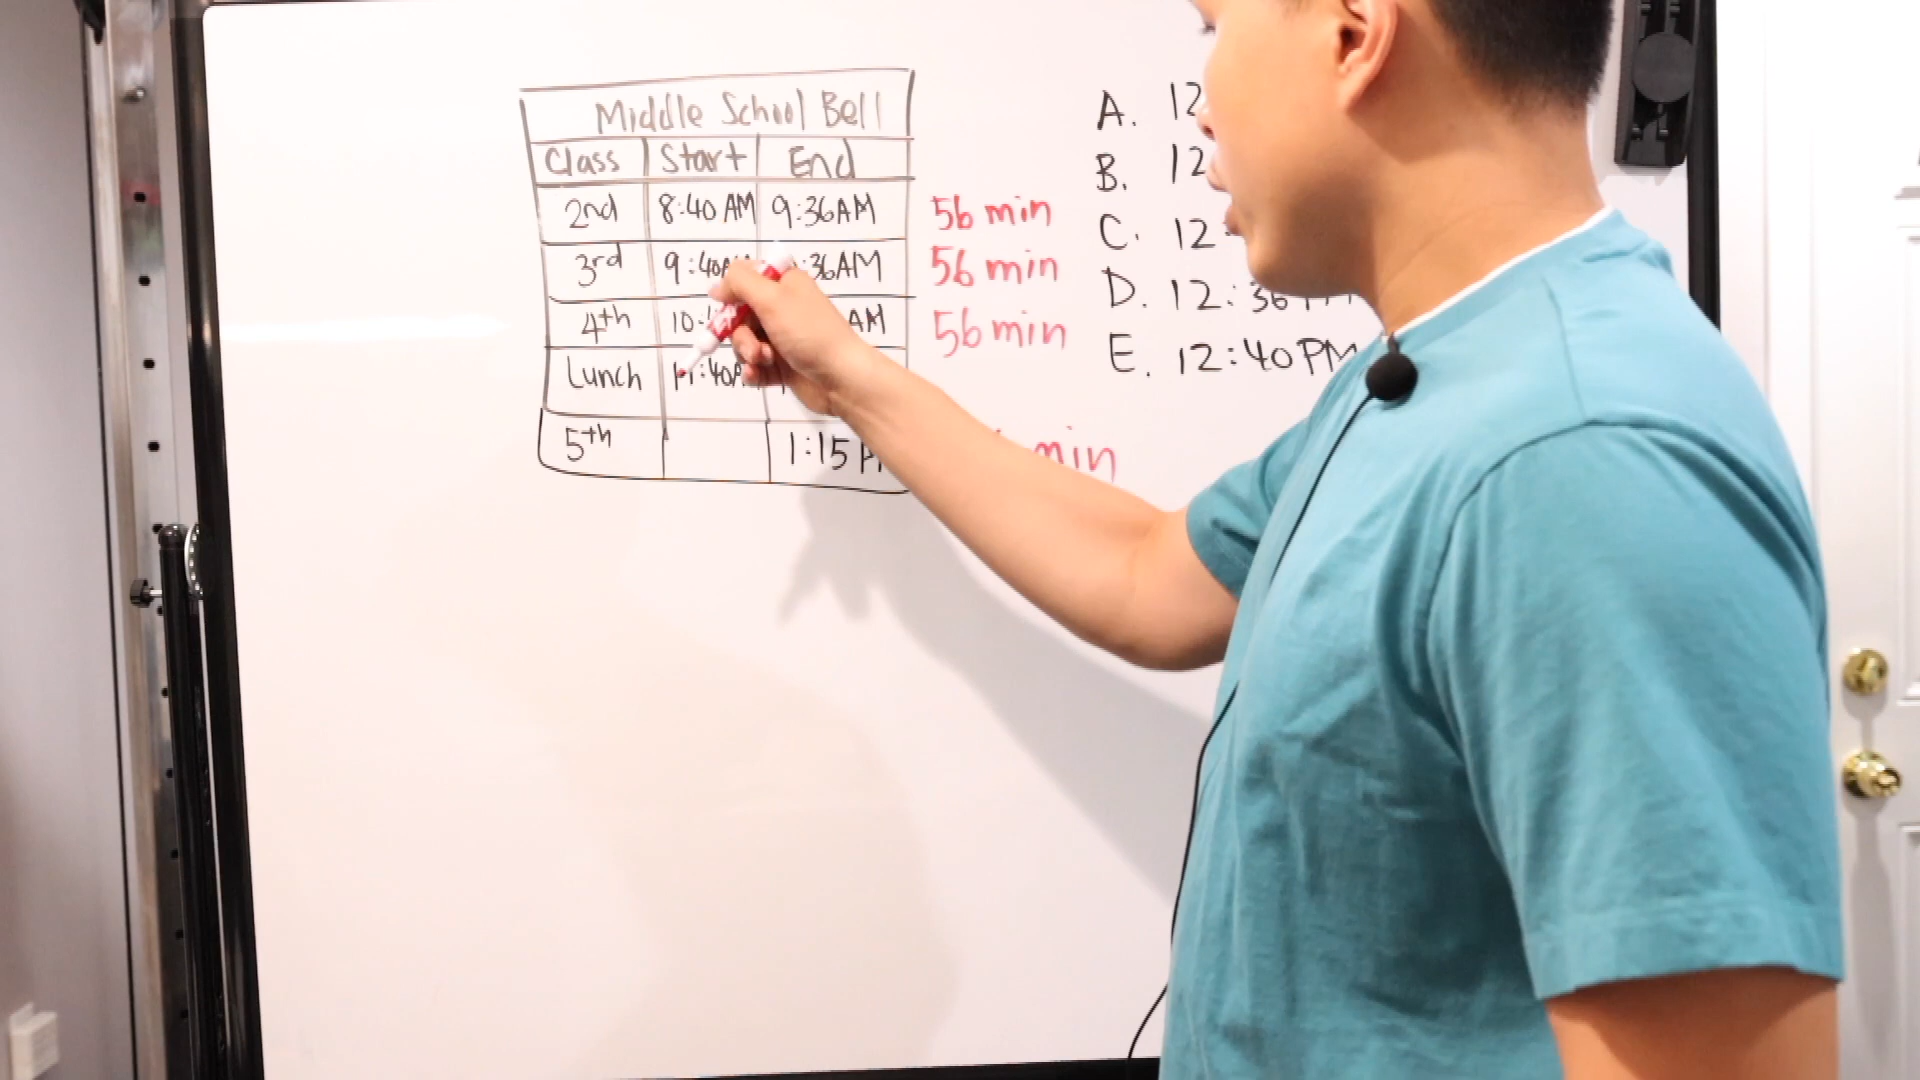 Middle School Bell
Class Start End
2nd 8:40 AM 9:36AM 56 min
3rd 9:40 :36AM 56 min
4th 10: AM 56 min
Lunch 11:40A
5th 1:15 P min
A. 12
B. 12
C. 12
D. 12:36 PM
E. 12:40 PM